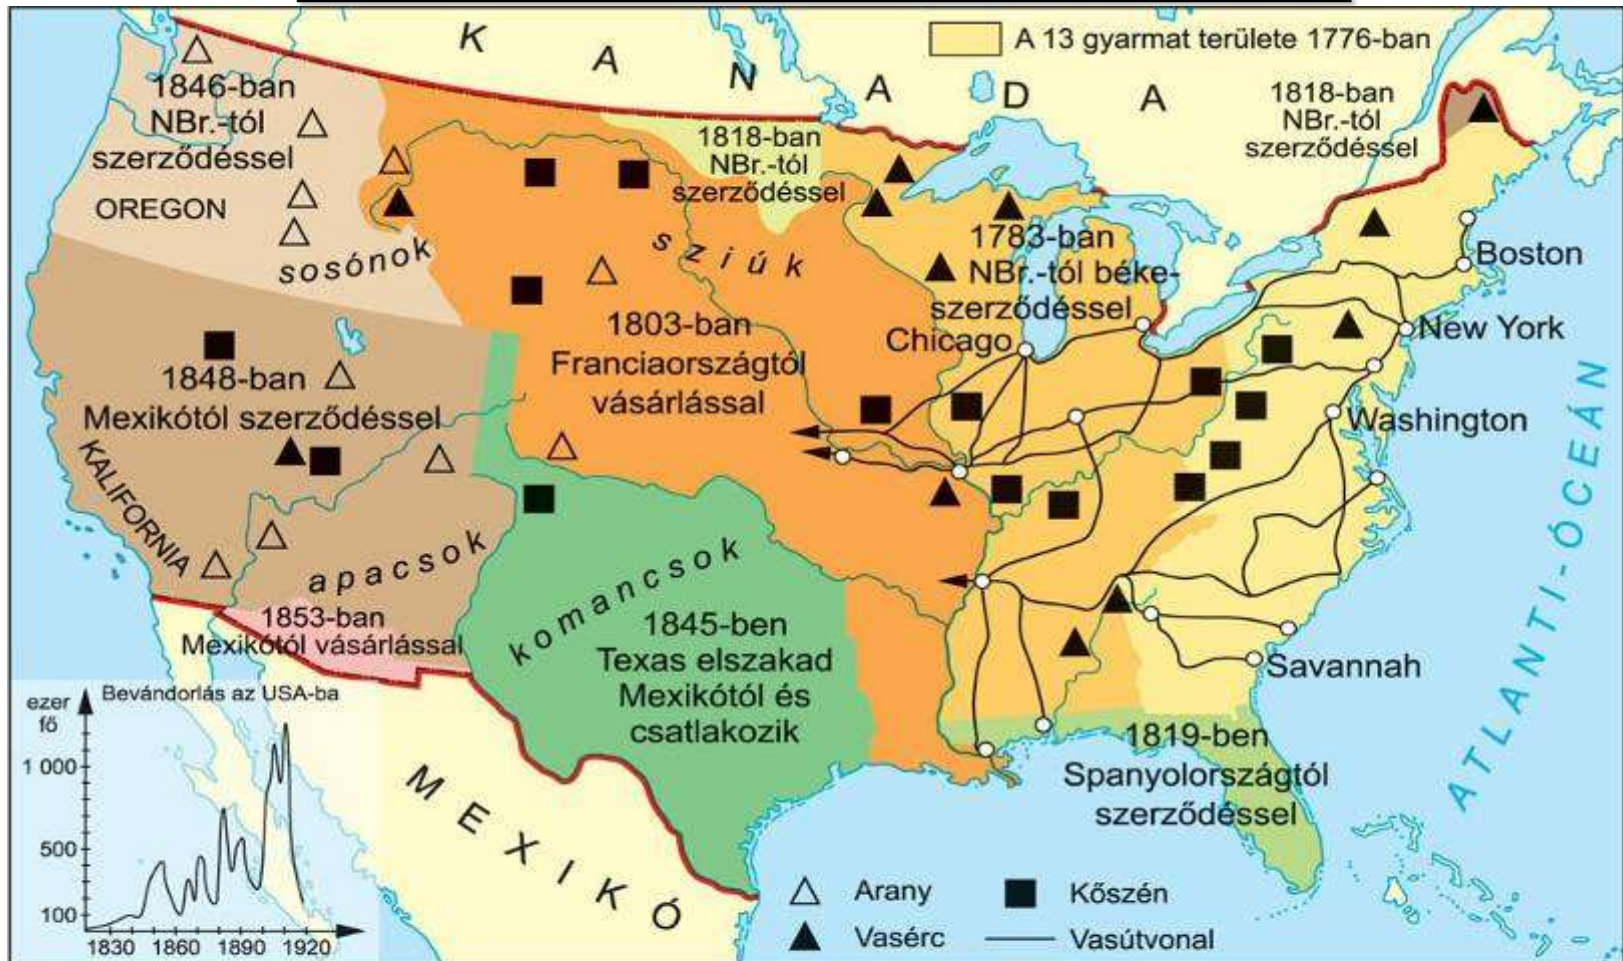 K A N A D A
A 13 gyarmat területe 1776-ban
1846-ban
NBr.-tól
szerződéssel
OREGON
sosónok
1818-ban
NBr.-tól
szerződéssel
sziúk
1803-ban
Franciaországtól
vásárlással
1783-ban
NBr.-tól béke-
szerződéssel
Chicago
1818-ban
NBr.-tól
szerződéssel
Boston
New York
Washington
Savannah
ATLANTI-ÓCEÁN
1848-ban
Mexikótól szerződéssel
KALIFORNIA
apacsok
1853-ban
Mexikótól vásárlással
komancsok
1845-ben
Texas elszakad
Mexikótól és
csatlakozik
1819-ben
Spanyolországtól
szerződéssel
MEXIKÓ
Bevándorlás az USA-ba
ezer
fő
1 000
500
100
1830 1860 1890 1920
Arany
Kőszén
Vasérc
Vasútvonal